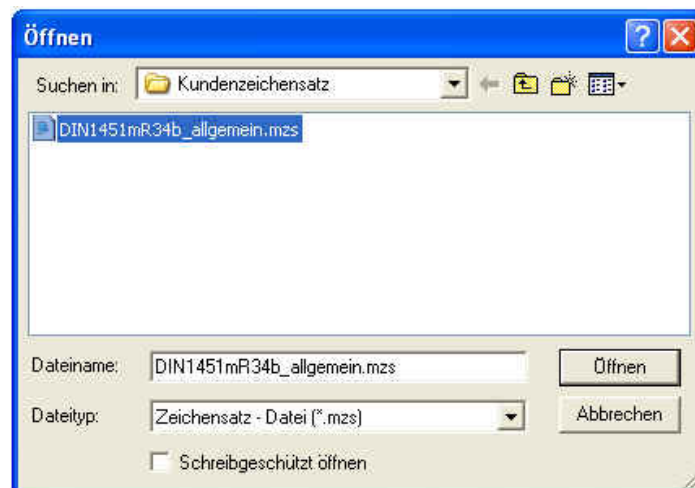 Öffnen
Suchen in: Kundenzeichensatz
DIN1451mR34b_allgemein.mzs
Dateiname: DIN1451mR34b_allgemein.mzs Öffnen
Dateityp: Zeichensatz - Datei (*.mzs) Abbrechen
Schreibgeschützt öffnen